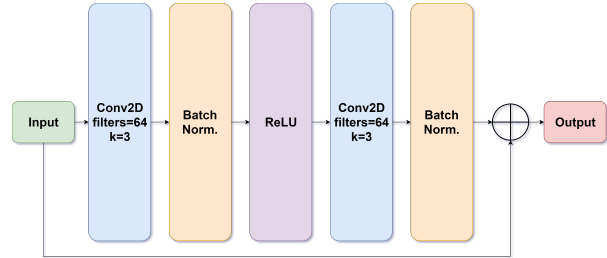 Input
Conv2D
filters=64
k=3
Batch
Norm.
ReLU
Conv2D
filters=64
k=3
Batch
Norm.
Output